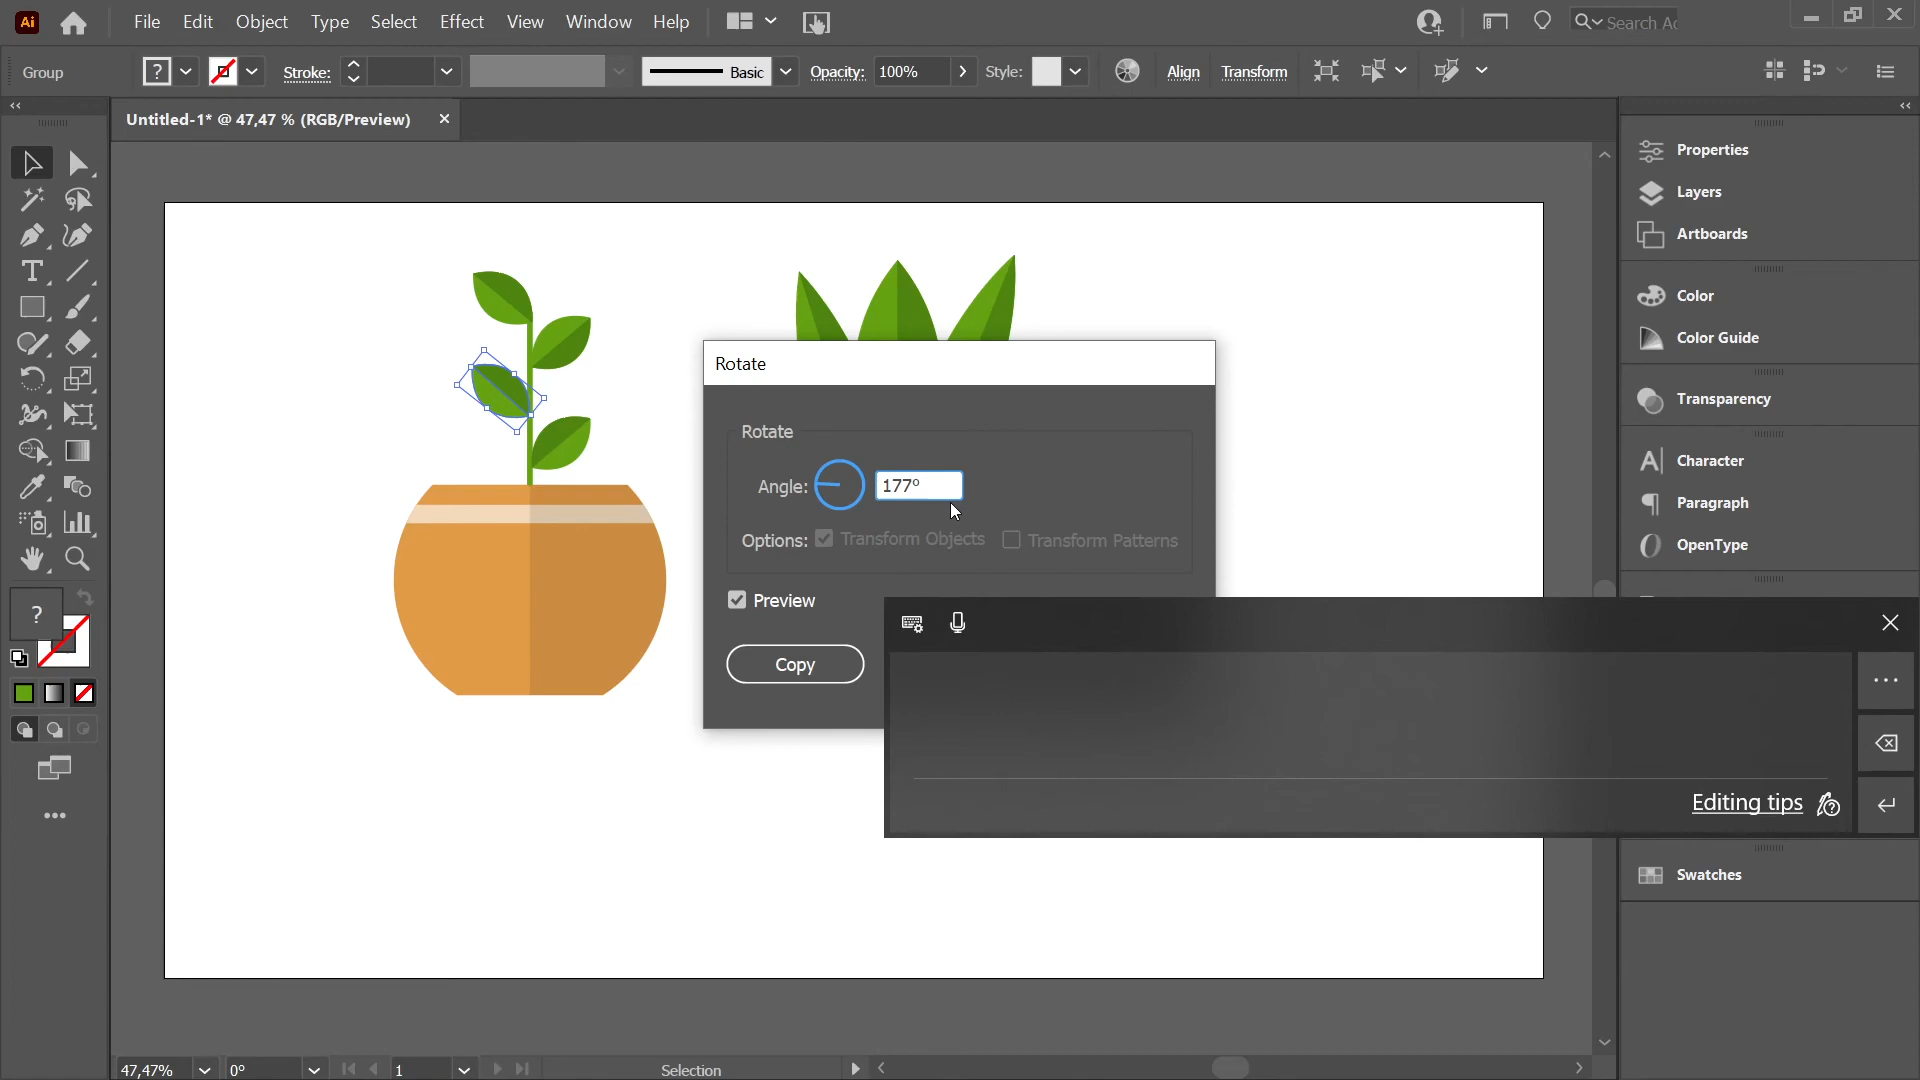 Ai File Edit Object Type Select Effect View Window Help
Search Ac
Group ? Stroke: Basic Opacity: 100% Style: Align Transform
Untitled-1* @ 47,47 % (RGB/Preview)
Properties
Layers
Artboards
Color
Color Guide
Transparency
Character
Paragraph
OpenType
Swatches
Rotate
Rotate
Angle: 177°
Options: Transform Objects Transform Patterns
Preview
Copy
Editing tips
?
47,47% 0° 1 Selection